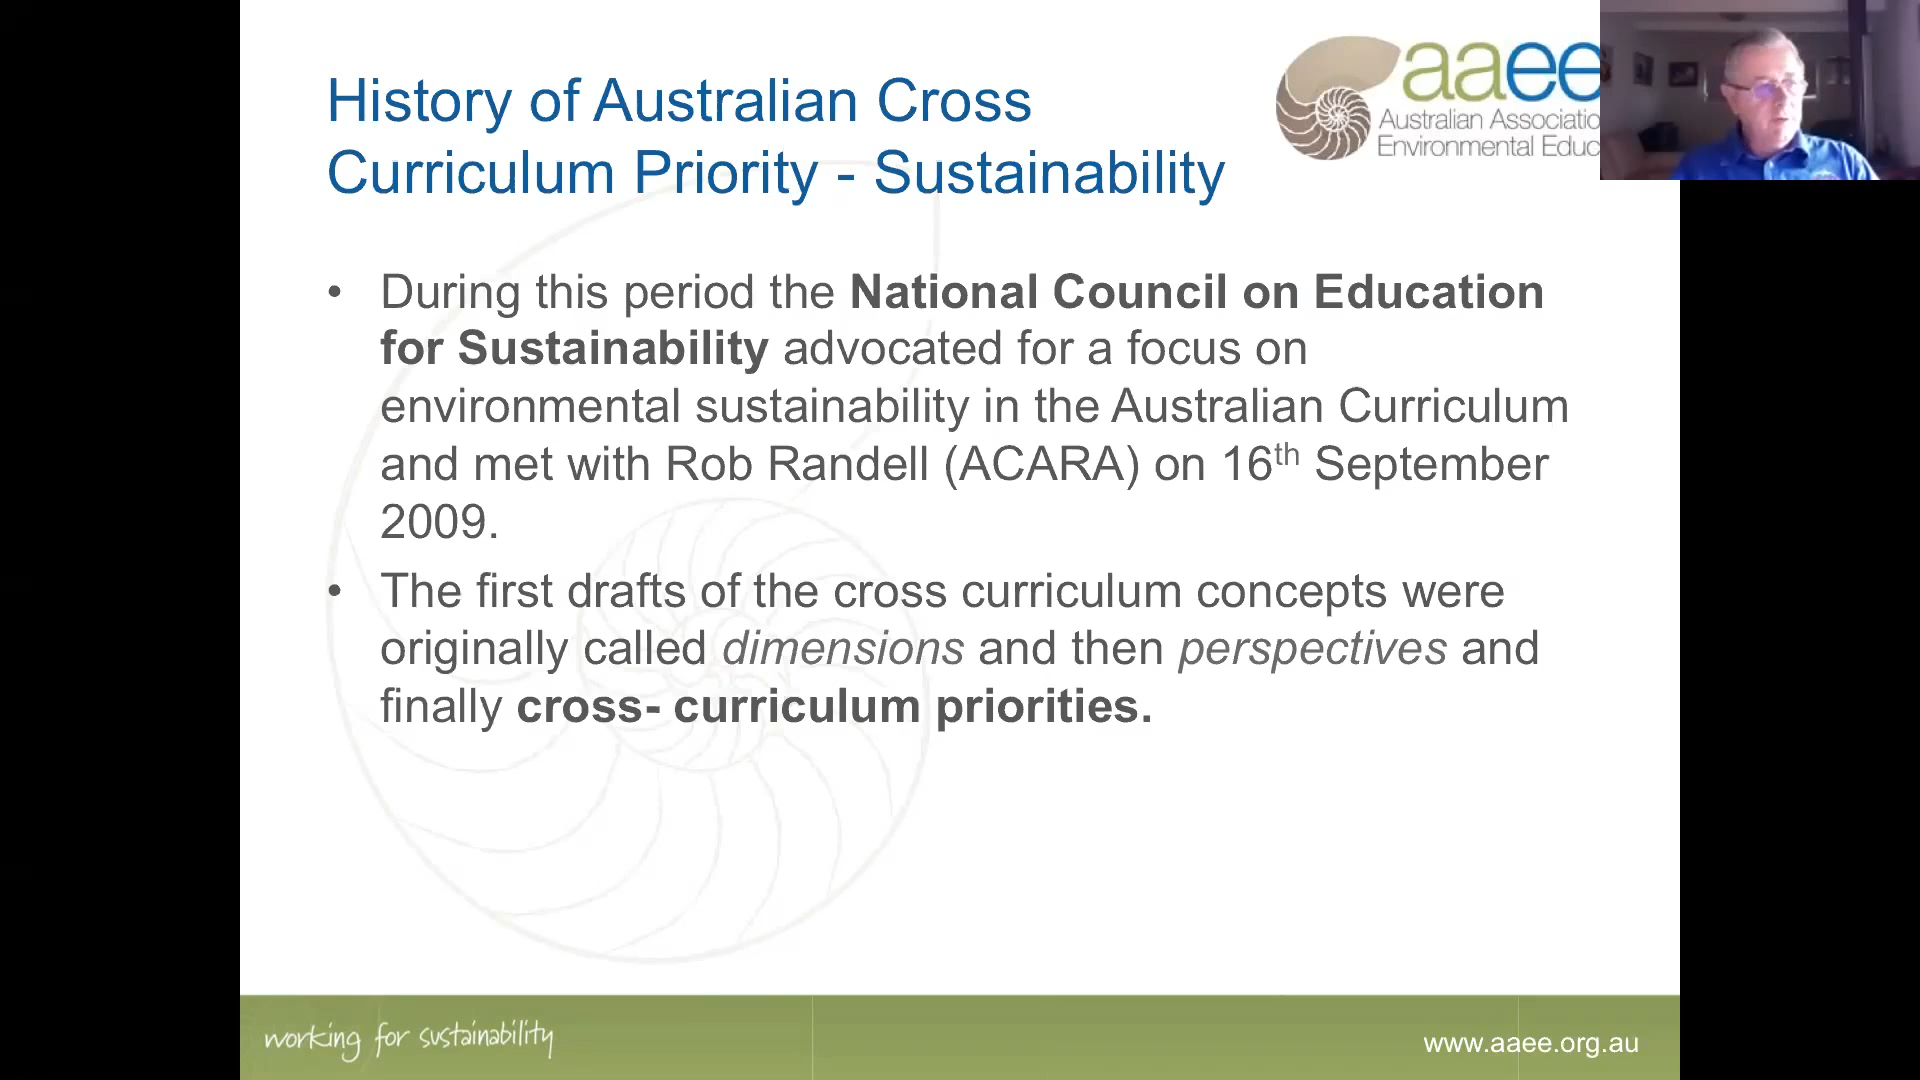 History of Australian Cross
Curriculum Priority - Sustainability
aaee
Australian
Environmental
• During this period the National Council on Education
for Sustainability advocated for a focus on
environmental sustainability in the Australian Curriculum
and met with Rob Randell (ACARA) on 16th September
2009.
• The first drafts of the cross curriculum concepts were
originally called dimensions and then perspectives and
finally cross- curriculum priorities.
working for sustainability
www.aaee.org.au